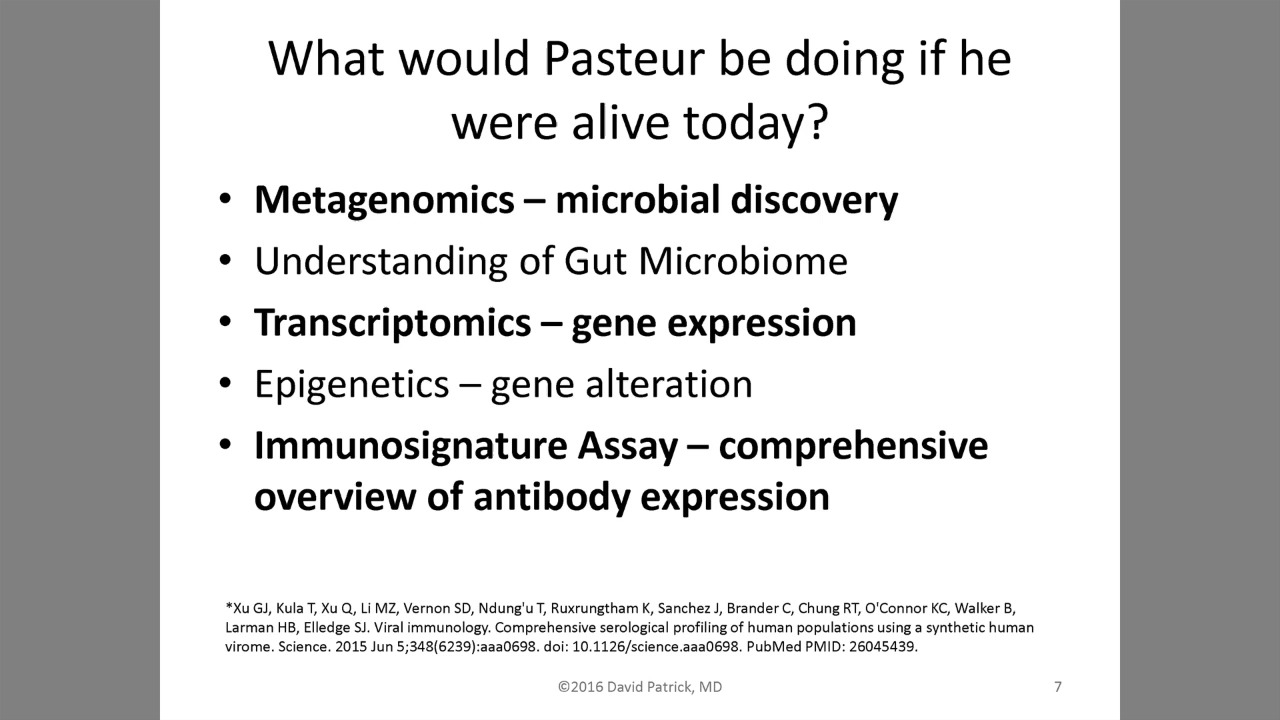 What would Pasteur be doing if he
were alive today?
• Metagenomics – microbial discovery
• Understanding of Gut Microbiome
• Transcriptomics – gene expression
• Epigenetics – gene alteration
• Immunosignature Assay – comprehensive
overview of antibody expression
*Xu GJ, Kula T, Xu Q, Li MZ, Vernon SD, Ndung'u T, Ruxrungtham K, Sanchez J, Brander C, Chung RT, O'Connor KC, Walker B,
Larman HB, Elledge SJ. Viral immunology. Comprehensive serological profiling of human populations using a synthetic human
virome. Science. 2015 Jun 5;348(6239):aaa0698. doi: 10.1126/science.aaa0698. PubMed PMID: 26045439.
©2016 David Patrick, MD
7